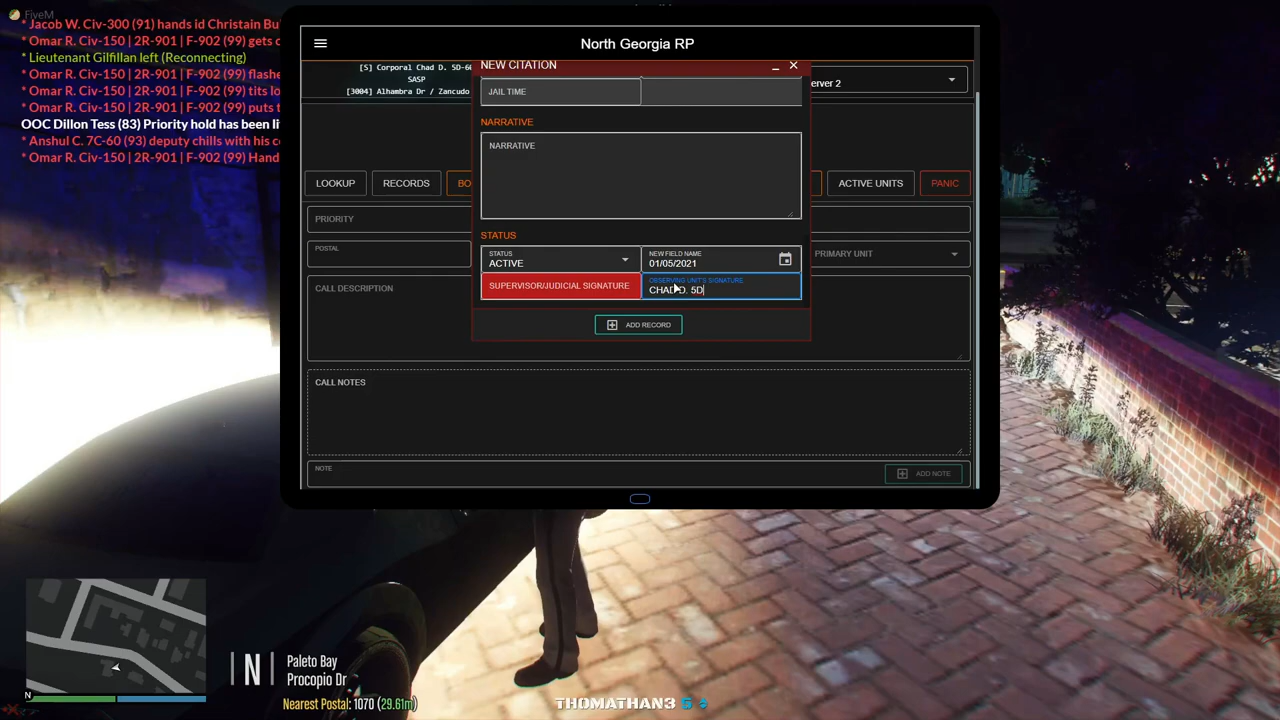 FiveM
* Jacob W. Civ-300 (91) hands id Christain Bu
* Omar R. Civ-150 | 2R-901 | F-902 (99) gets c
* Lieutenant Gilfillan left (Reconnecting)
* Omar R. Civ-150 | 2R-901 | F-902 (99) flashe
* Omar R. Civ-150 | 2R-901 | F-902 (99) tits lo
* Omar R. Civ-150 | 2R-901 | F-902 (99) puts t
OOC Dillon Tess (83) Priority hold has been li
* Anshul C. 7C-60 (93) deputy chills with his c
* Omar R. Civ-150 | 2R-901 | F-902 (99) Hand
North Georgia RP
[S] Corporal Chad D. 5D-6
SASP
[3004] Alhambra Dr / Zancudo
erver 2
NEW CITATION
JAIL TIME
NARRATIVE
NARRATIVE
LOOKUP
RECORDS
BO
ACTIVE UNITS
PANIC
PRIORITY
POSTAL
PRIMARY UNIT
STATUS
STATUS
ACTIVE
NEW FIELD NAME
01/05/2021
SUPERVISOR/JUDICIAL SIGNATURE
OBSERVING UNITS SIGNATURE
CHAD D. 5D
ADD RECORD
CALL DESCRIPTION
CALL NOTES
NOTE
ADD NOTE
N
N
Paleto Bay
Procopio Dr
Nearest Postal: 1070 (29.61m)
THOMATHAN3